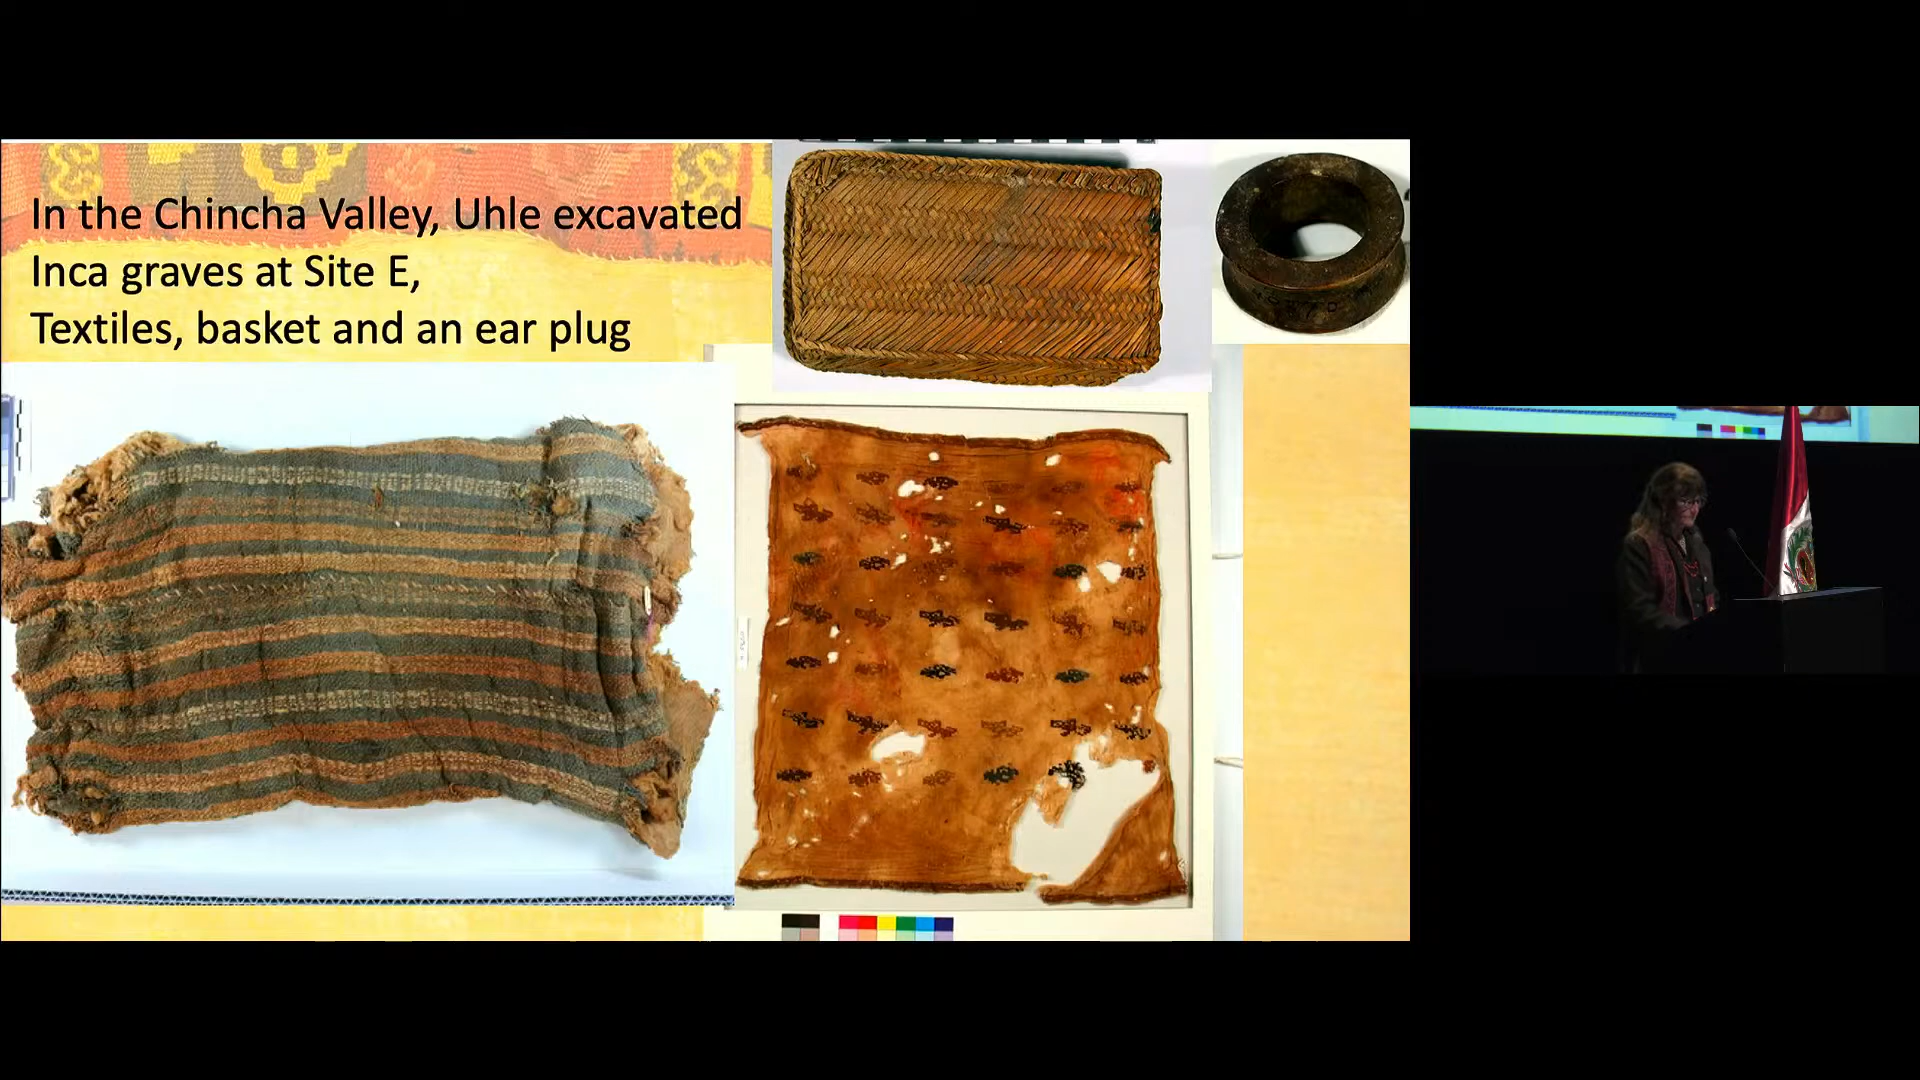 In the Chincha Valley, Uhle excavated
Inca graves at Site E,
Textiles, basket and an ear plug